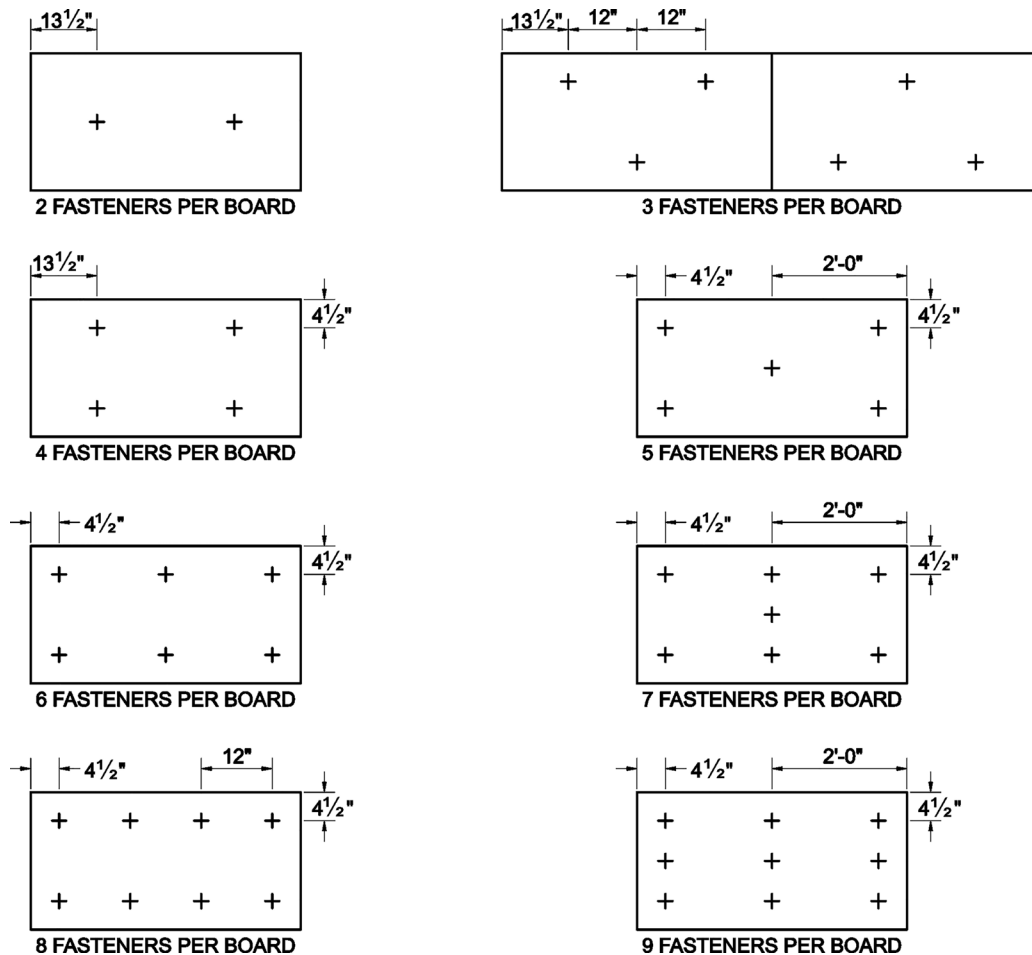 13½" 12" 12"
13½"
2 FASTENERS PER BOARD
3 FASTENERS PER BOARD
13½"
4½"
4 FASTENERS PER BOARD
4½" 2'-0"
4½"
5 FASTENERS PER BOARD
4½"
4½"
6 FASTENERS PER BOARD
4½" 2'-0"
4½"
7 FASTENERS PER BOARD
4½" 12"
4½"
8 FASTENERS PER BOARD
4½" 2'-0"
4½"
9 FASTENERS PER BOARD